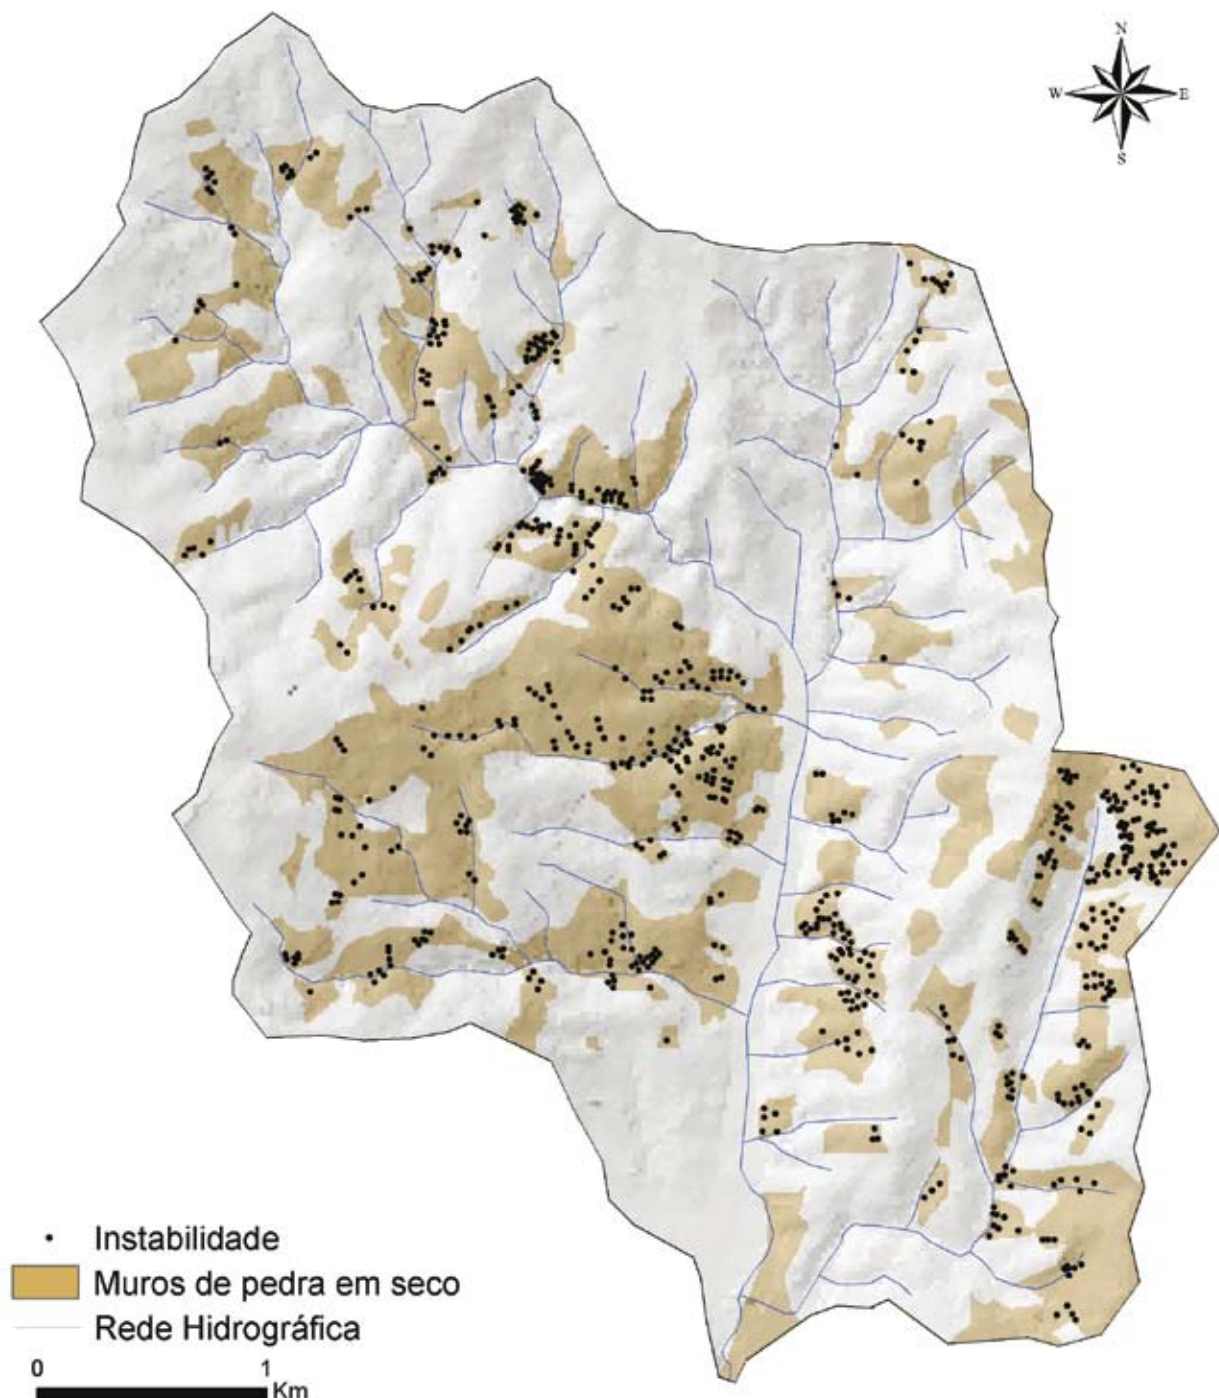 N
W E
S
Instabilidade
Muros de pedra em seco
Rede Hidrográfica
0 1
Km